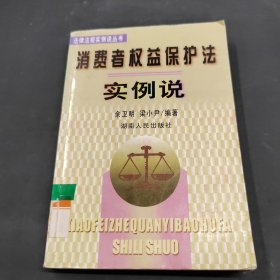 法律法规实例说丛书
消费者权益保护法
实例说
余卫明 梁小尹/编著
湖南人民出版社
XIAOFEIZHEQUANYIBAOHUFA
SHILI SHUO